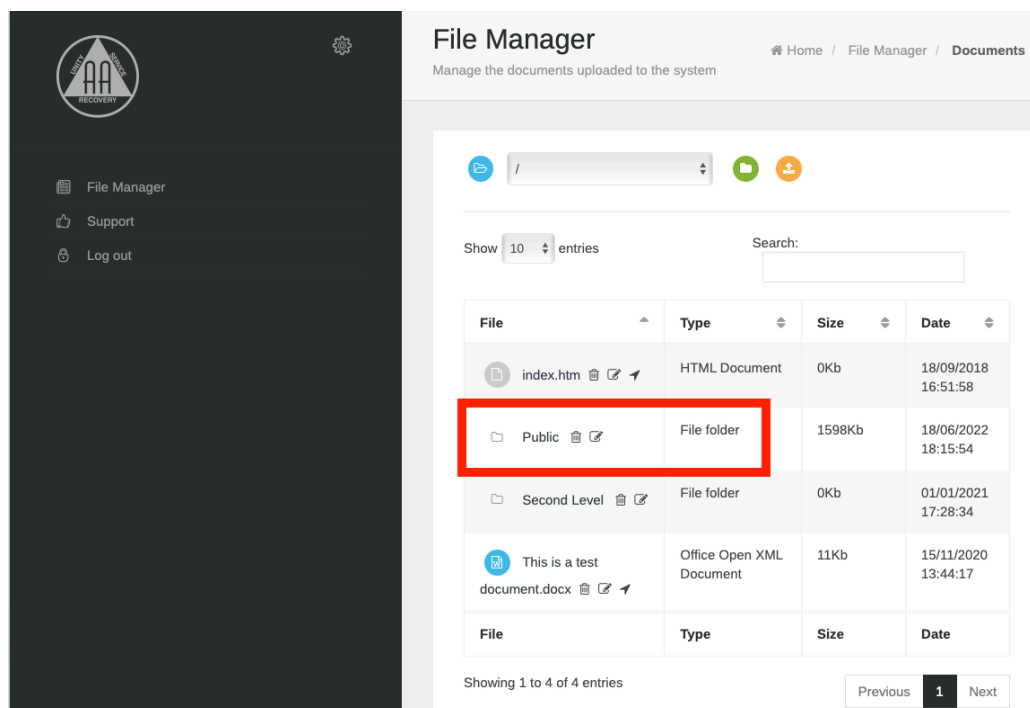 UNITY
SERVICE
AA
RECOVERY
File Manager
Support
Log out
File Manager
Manage the documents uploaded to the system
Home / File Manager / Documents
/
Show 10 entries
Search:
File Type Size Date
index.htm HTML Document 0Kb 18/09/2018
16:51:58
Public File folder 1598Kb 18/06/2022
18:15:54
Second Level File folder 0Kb 01/01/2021
17:28:34
This is a test Office Open XML 11Kb 15/11/2020
document.docx Document 13:44:17
File Type Size Date
Showing 1 to 4 of 4 entries
Previous 1 Next